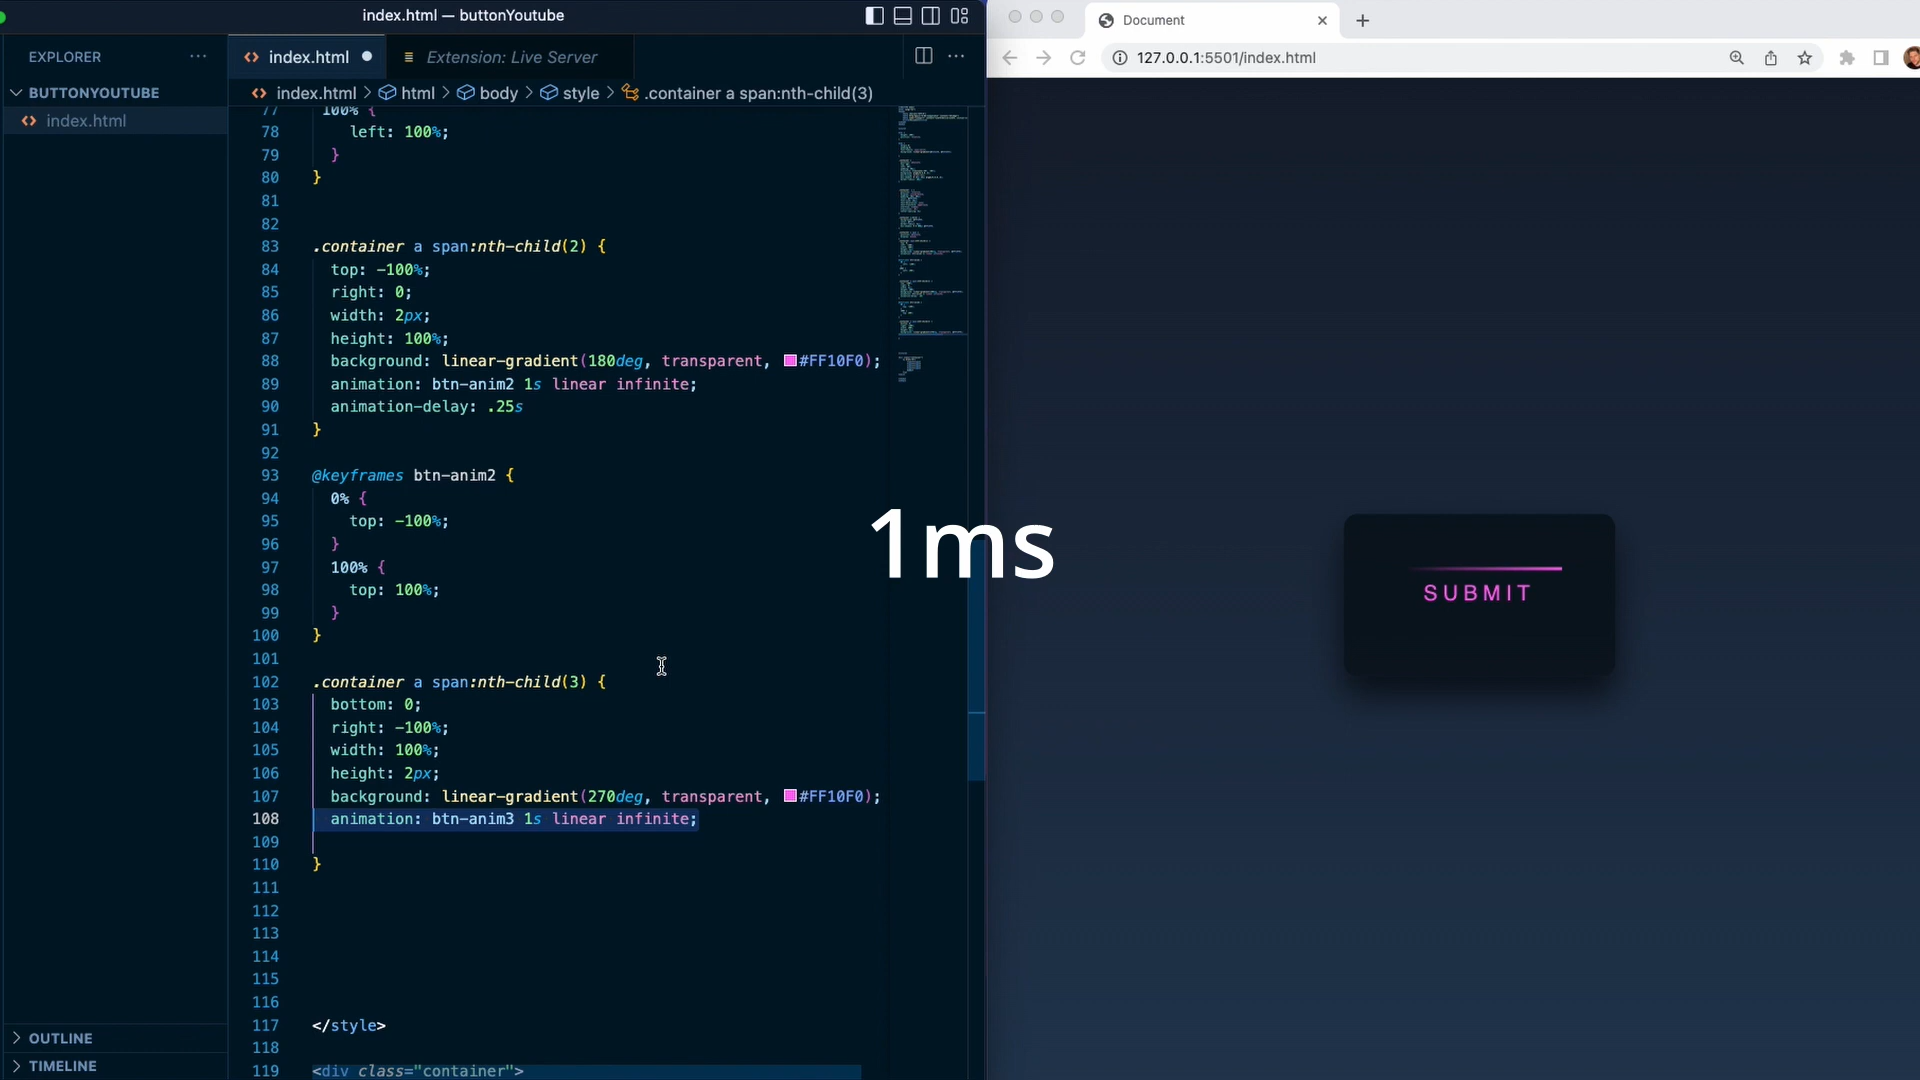 index.html — buttonYoutube
Document
EXPLORER
index.html
Extension: Live Server
127.0.0.1:5501/index.html
BUTTONYOUTUBE
index.html > html > body > style > .container a span:nth-child(3)
index.html
77 100% {
78 left: 100%;
79 }
80 }
81
82
83 .container a span:nth-child(2) {
84 top: -100%;
85 right: 0;
86 width: 2px;
87 height: 100%;
88 background: linear-gradient(180deg, transparent, #FF10F0);
89 animation: btn-anim2 1s linear infinite;
90 animation-delay: .25s
91 }
92
93 @keyframes btn-anim2 {
94 0% {
95 top: -100%;
96 }
97 100% {
98 top: 100%;
99 }
100 }
101
102 .container a span:nth-child(3) {
103 bottom: 0;
104 right: -100%;
105 width: 100%;
106 height: 2px;
107 background: linear-gradient(270deg, transparent, #FF10F0);
108 animation: btn-anim3 1s linear infinite;
109
110 }
111
112
113
114
115
116
117 </style>
118
119 <div class="container">
1ms
SUBMIT
OUTLINE
TIMELINE